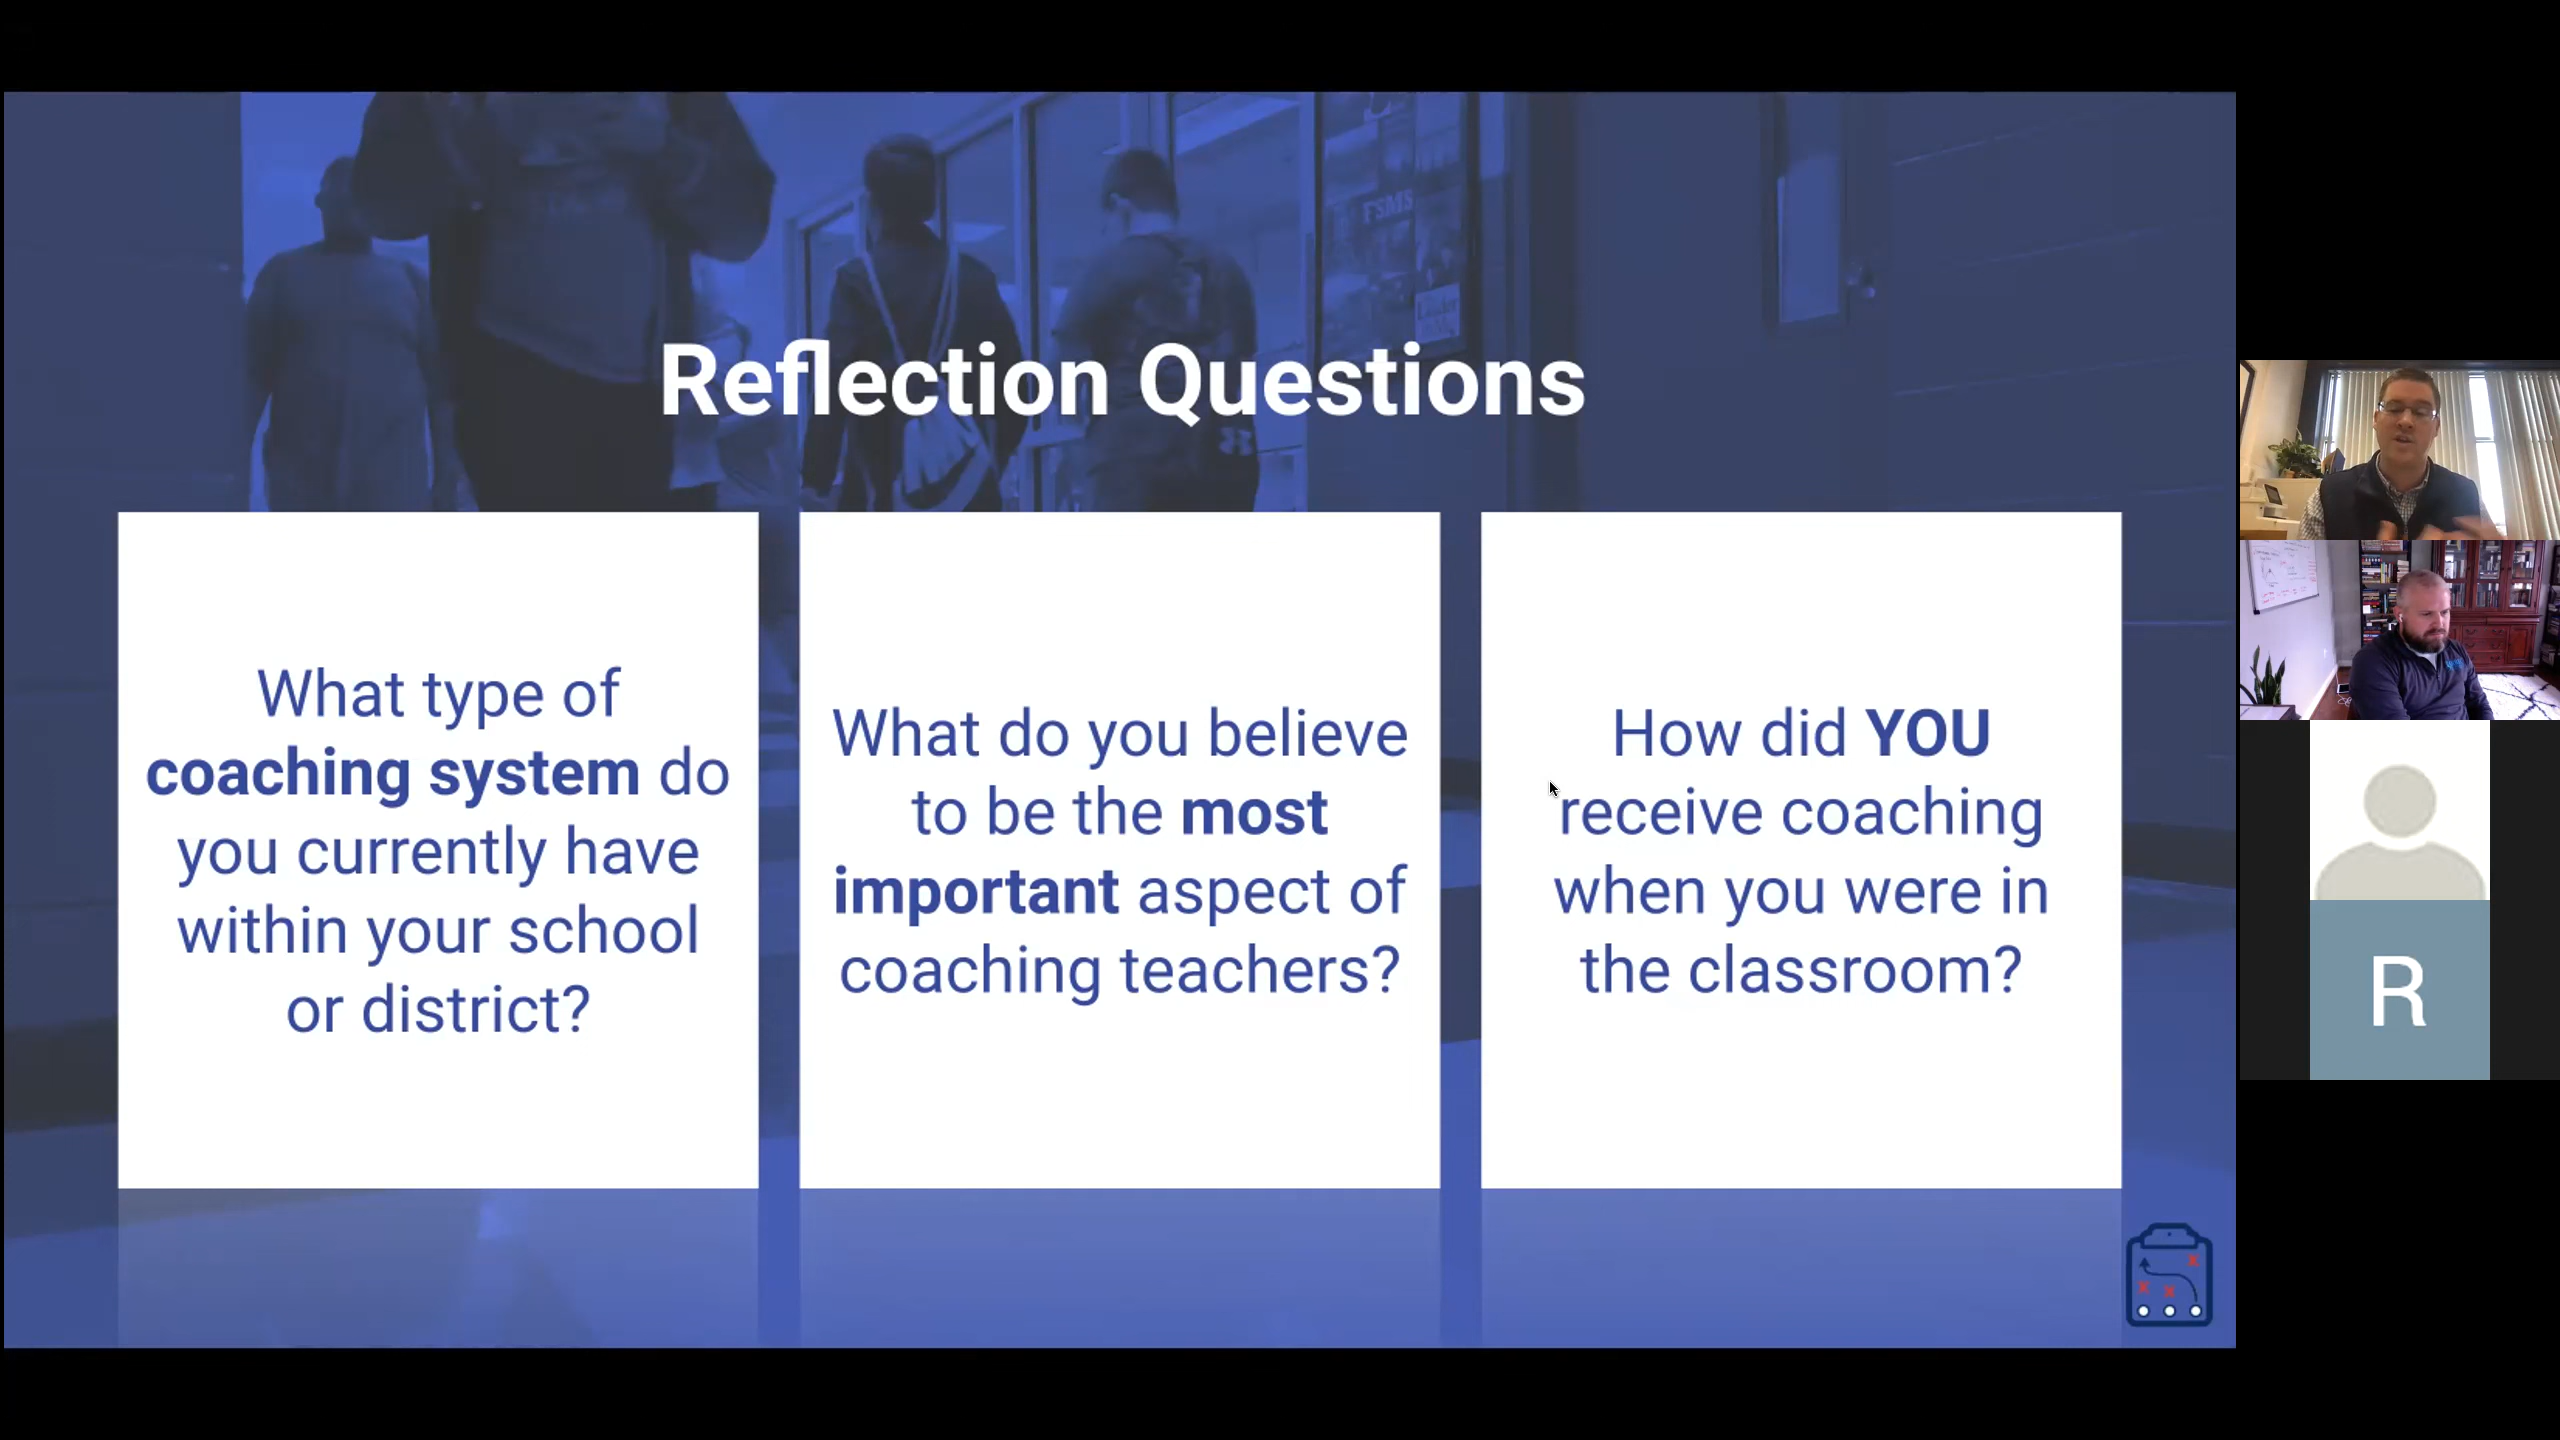 FSMS
Reflection Questions
What type of
coaching system do
you currently have
within your school
or district?
What do you believe
to be the most
important aspect of
coaching teachers?
How did YOU
receive coaching
when you were in
the classroom?
R